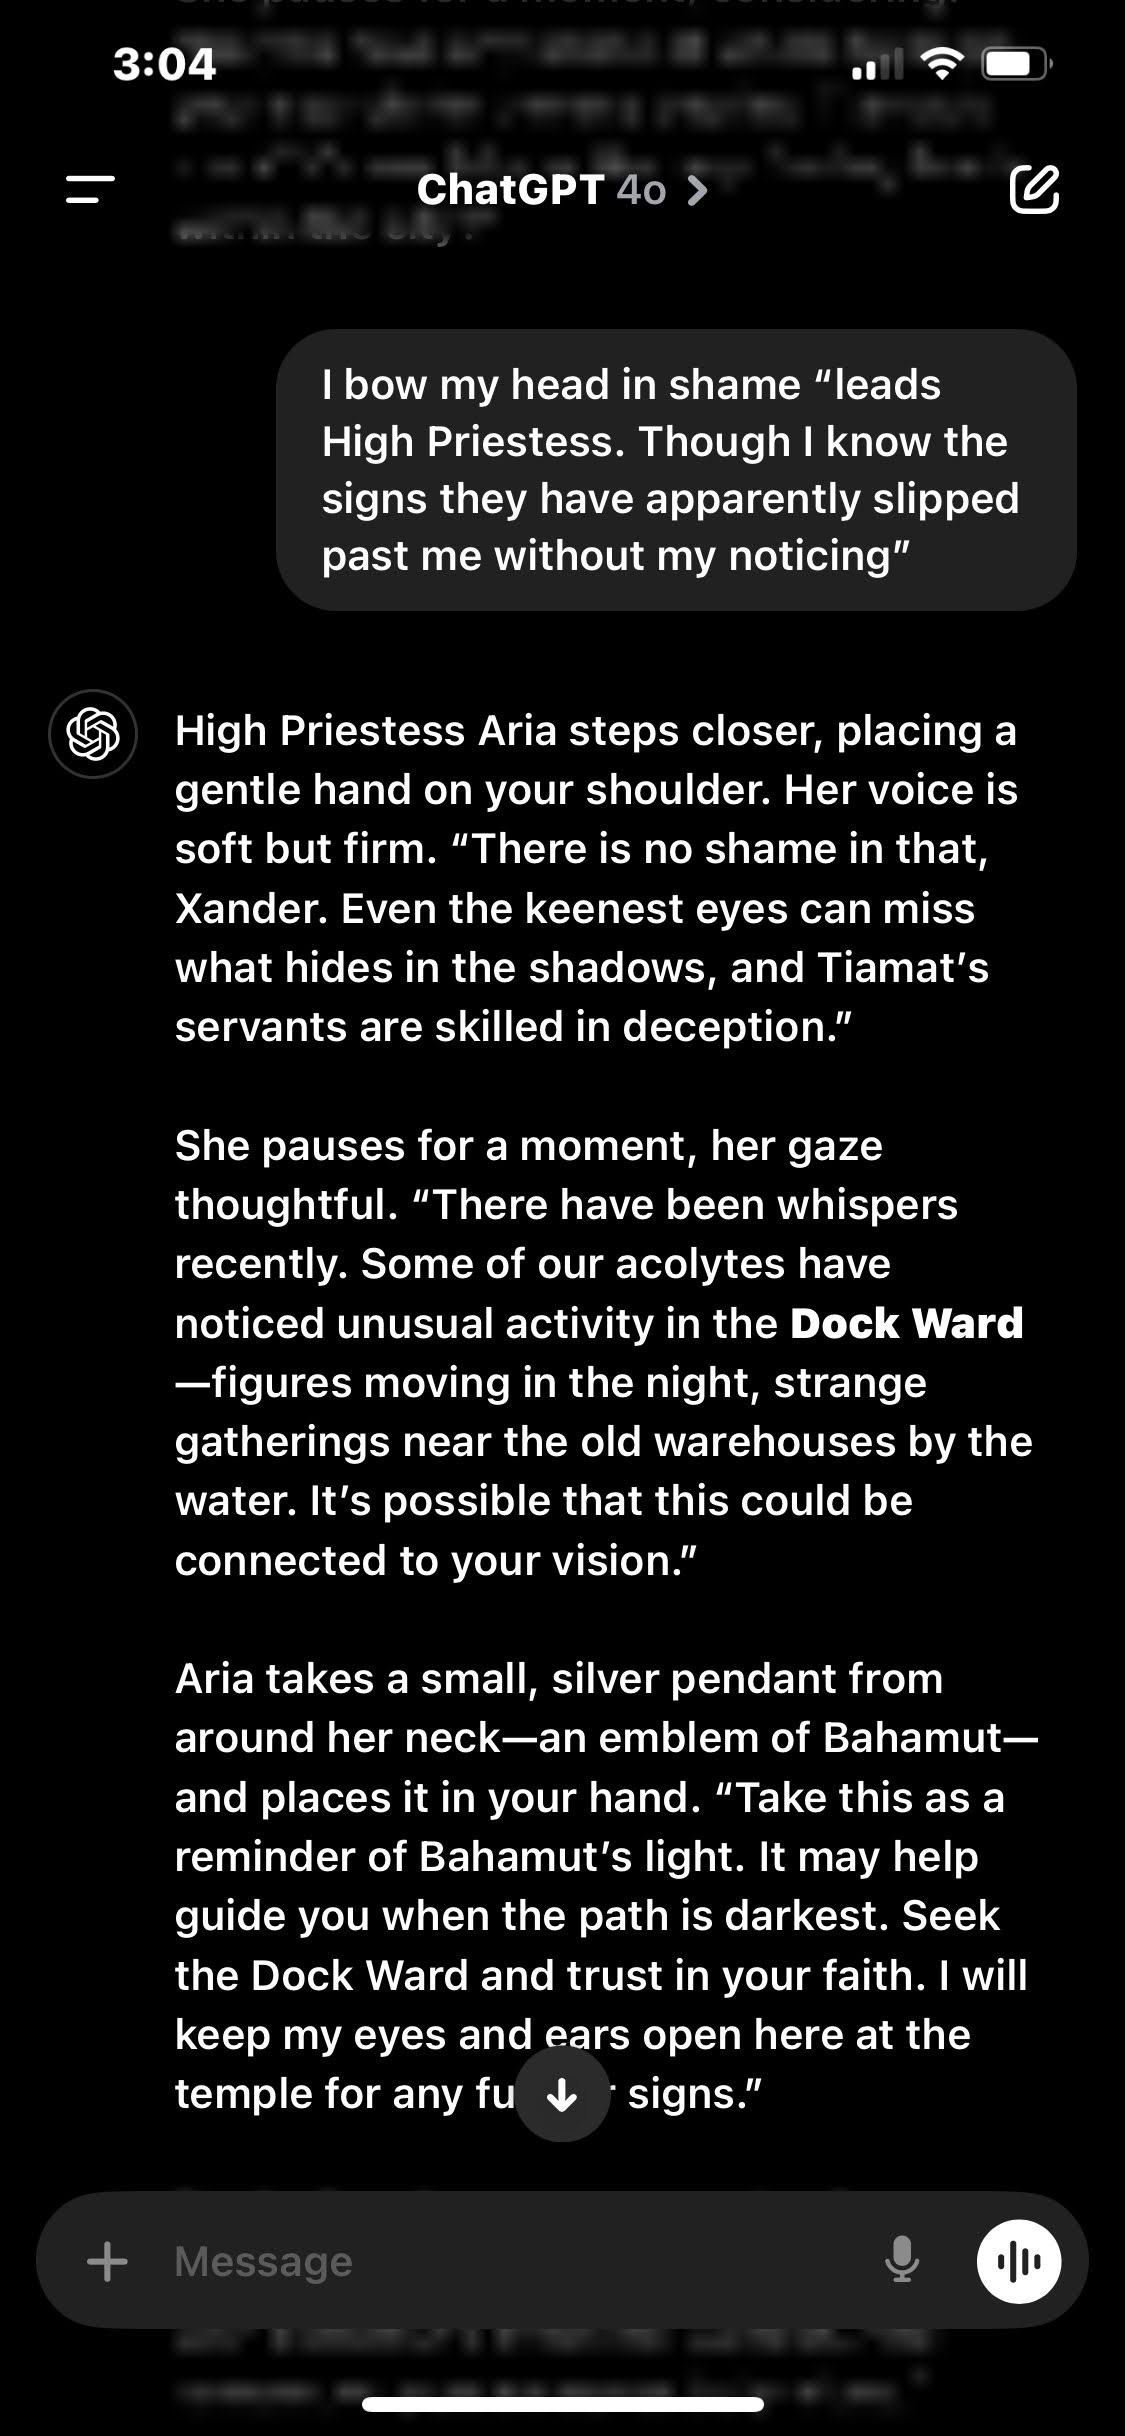 3:04
ChatGPT 4o >
within the city?"
I bow my head in shame “leads
High Priestess. Though I know the
signs they have apparently slipped
past me without my noticing”
High Priestess Aria steps closer, placing a
gentle hand on your shoulder. Her voice is
soft but firm. “There is no shame in that,
Xander. Even the keenest eyes can miss
what hides in the shadows, and Tiamat’s
servants are skilled in deception.”
She pauses for a moment, her gaze
thoughtful. “There have been whispers
recently. Some of our acolytes have
noticed unusual activity in the Dock Ward
—figures moving in the night, strange
gatherings near the old warehouses by the
water. It’s possible that this could be
connected to your vision.”
Aria takes a small, silver pendant from
around her neck—an emblem of Bahamut—
and places it in your hand. “Take this as a
reminder of Bahamut’s light. It may help
guide you when the path is darkest. Seek
the Dock Ward and trust in your faith. I will
keep my eyes and ears open here at the
temple for any signs.”
Message